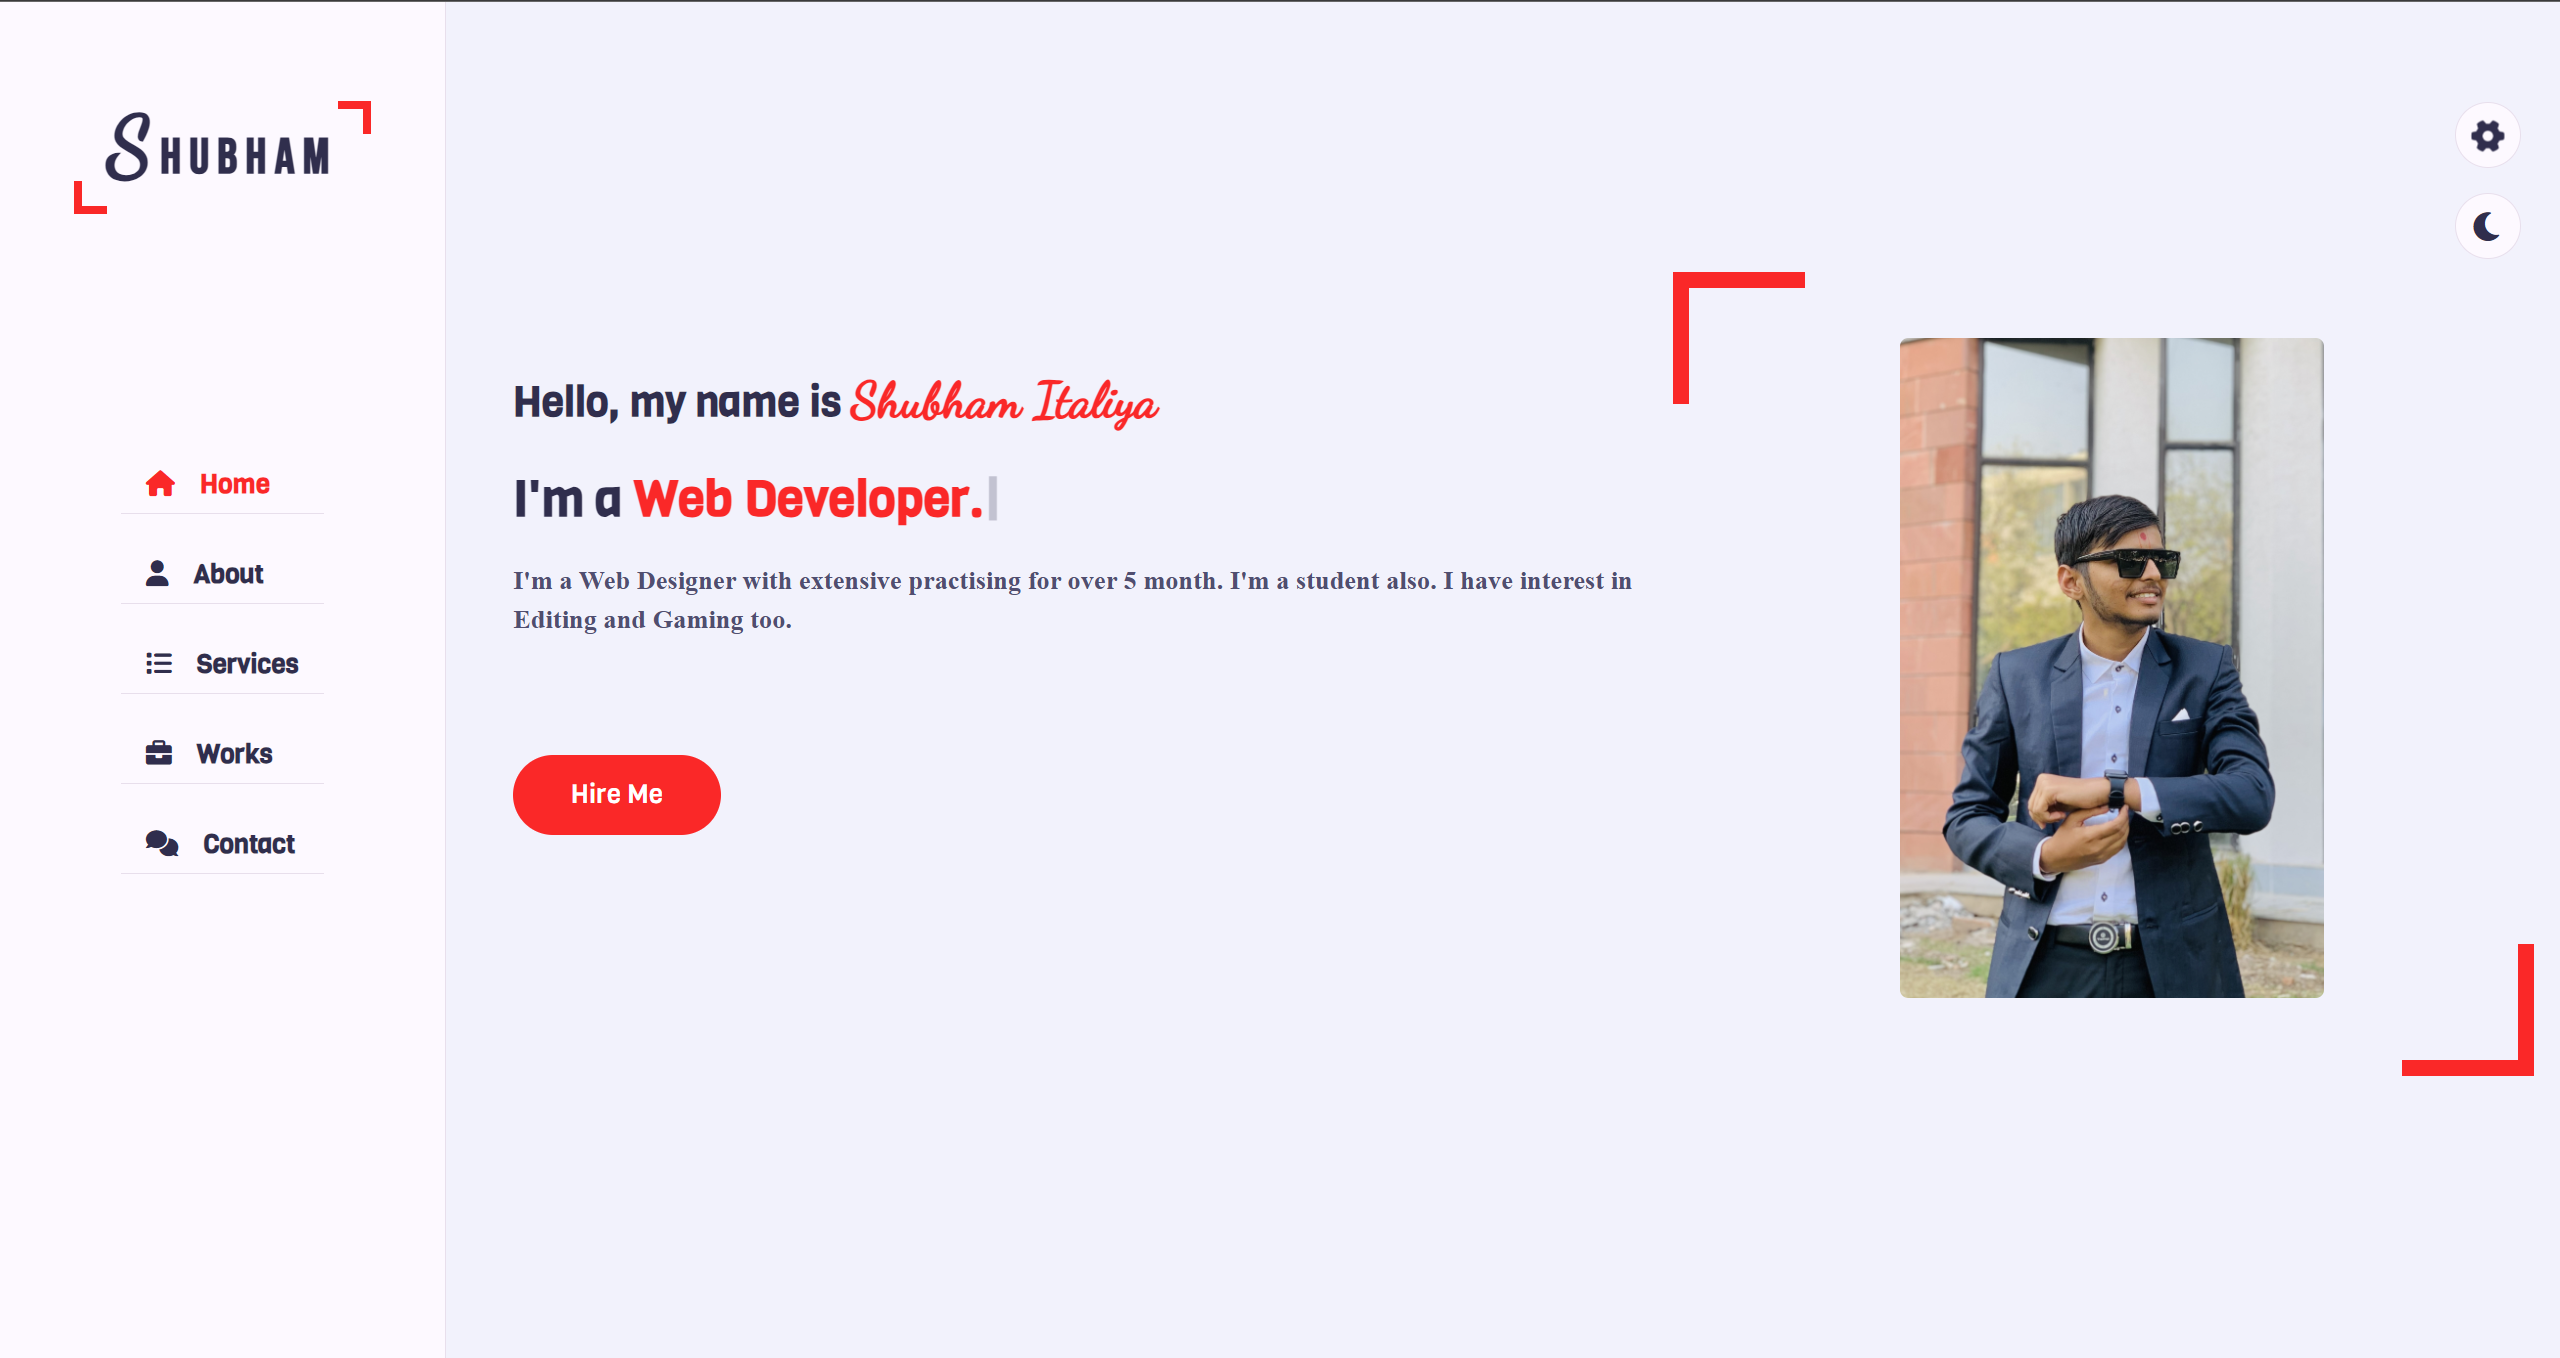 SHUBHAM
Home
About
Services
Works
Contact
Hello, my name is Shubham Italiya
I'm a Web Developer.
I'm a Web Designer with extensive practising for over 5 month. I'm a student also. I have interest in
Editing and Gaming too.
Hire Me